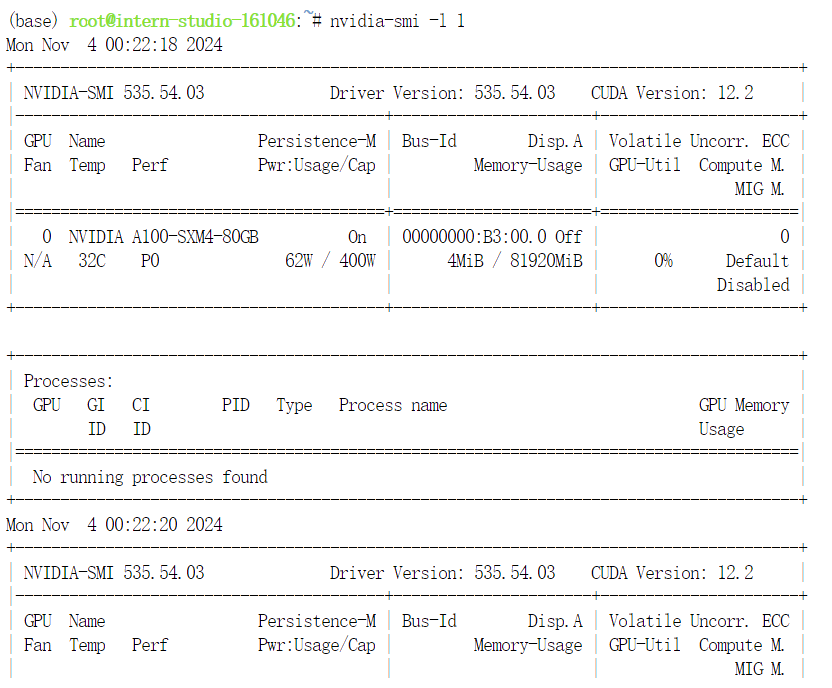 (base) root@intern-studio-161046:~# nvidia-smi -l 1
Mon Nov  4 00:22:18 2024
+---------------------------------------------------------------------------------------+
| NVIDIA-SMI 535.54.03              Driver Version: 535.54.03    CUDA Version: 12.2     |
|-----------------------------------------+----------------------+----------------------+
| GPU  Name                 Persistence-M | Bus-Id        Disp.A | Volatile Uncorr. ECC |
| Fan  Temp   Perf          Pwr:Usage/Cap |         Memory-Usage | GPU-Util  Compute M. |
|                                         |                      |               MIG M. |
|=========================================+======================+======================|
|   0  NVIDIA A100-SXM4-80GB          On  | 00000000:B3:00.0 Off |                    0 |
| N/A   32C    P0              62W / 400W |      4MiB / 81920MiB |      0%      Default |
|                                         |                      |             Disabled |
+-----------------------------------------+----------------------+----------------------+

+---------------------------------------------------------------------------------------+
| Processes:                                                                            |
|  GPU   GI   CI        PID   Type   Process name                            GPU Memory |
|        ID   ID                                                             Usage      |
|=======================================================================================|
|  No running processes found                                                           |
+---------------------------------------------------------------------------------------+
Mon Nov  4 00:22:20 2024
+---------------------------------------------------------------------------------------+
| NVIDIA-SMI 535.54.03              Driver Version: 535.54.03    CUDA Version: 12.2     |
|-----------------------------------------+----------------------+----------------------+
| GPU  Name                 Persistence-M | Bus-Id        Disp.A | Volatile Uncorr. ECC |
| Fan  Temp   Perf          Pwr:Usage/Cap |         Memory-Usage | GPU-Util  Compute M. |
|                                         |                      |               MIG M. |